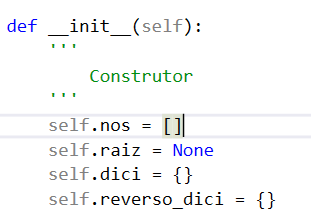 def __init__(self):
    '''
        Construtor
    '''
    self.nos = []
    self.raiz = None
    self.dici = {}
    self.reverso_dici = {}